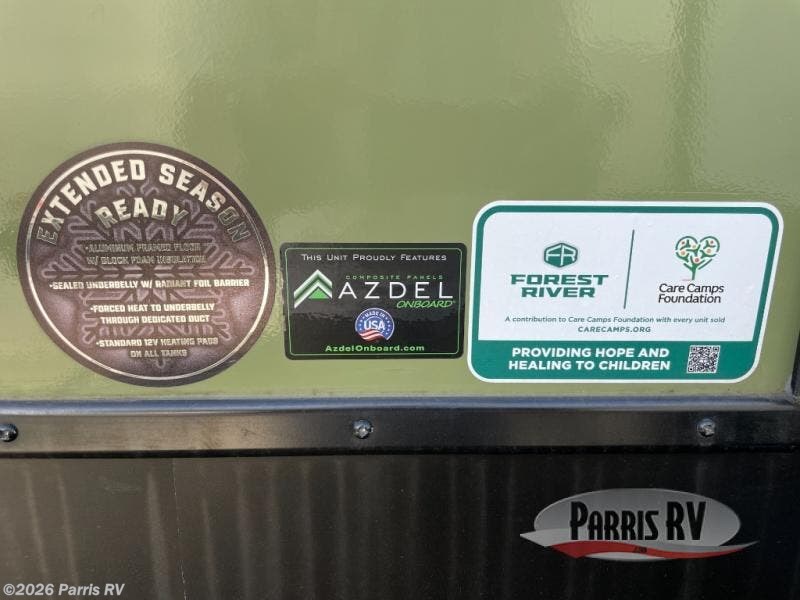 EXTENDED SEASON
READY
•ALUMINUM FRAMED FLOOR
W/ BLOCK FOAM INSULATION
•SEALED UNDERBELLY W/ RADIANT FOIL BARRIER
•FORCED HEAT TO UNDERBELLY
THROUGH DEDICATED DUCT
•STANDARD 12V HEATING PADS
ON ALL TANKS
THIS UNIT PROUDLY FEATURES
COMPOSITE PANELS
AZDEL
ONBOARD®
MADE IN
USA
AzdelOnboard.com
FR
FOREST
RIVER
Care Camps
Foundation
A contribution to Care Camps Foundation with every unit sold
CARECAMPS.ORG
PROVIDING HOPE AND
HEALING TO CHILDREN
PARRIS RV
.com
©2026 Parris RV